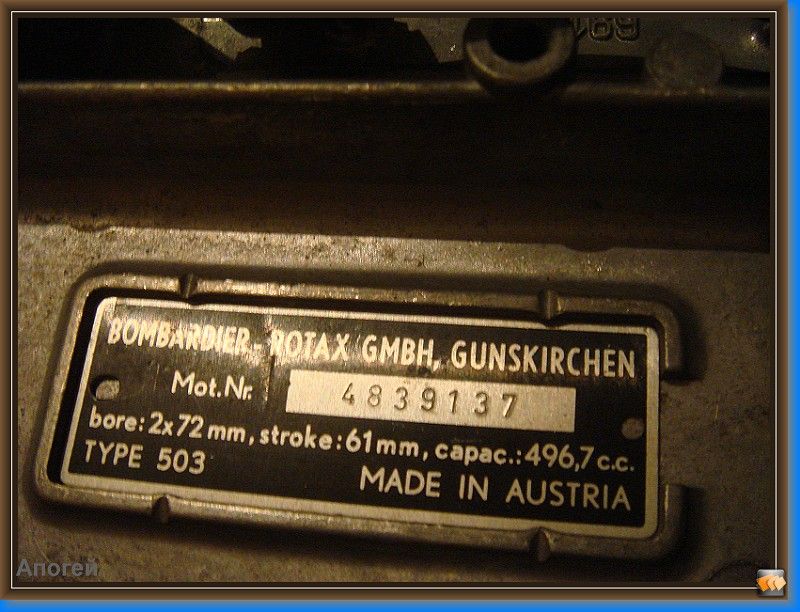 BOMBARDIER-ROTAX GMBH, GUNSKIRCHEN
Mot.Nr. 4839137
bore: 2x72mm, stroke: 61mm, capac.: 496,7 c.c.
TYPE 503 MADE IN AUSTRIA
Апогей